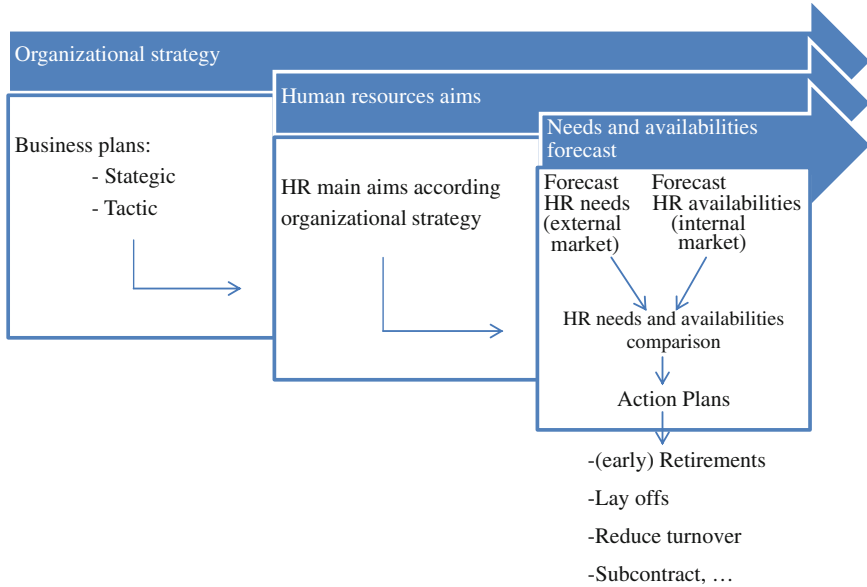 Organizational strategy
Business plans:
- Stategic
- Tactic
Human resources aims
HR main aims according
organizational strategy
Needs and availabilities
forecast
Forecast
HR needs
(external
market)
Forecast
HR availabilities
(internal
market)
HR needs and availabilities
comparison
Action Plans
-(early) Retirements
-Lay offs
-Reduce turnover
-Subcontract, …